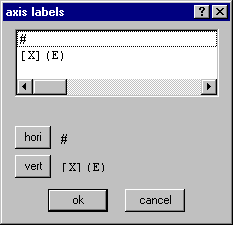 axis labels
#
[X](E)
hori #
vert [X](E)
ok cancel